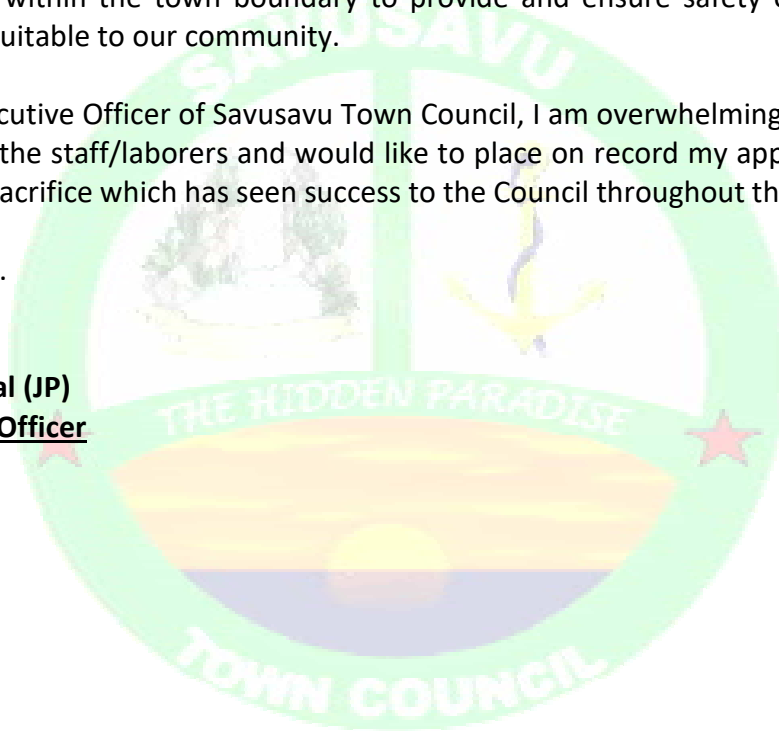 within the town boundary to provide and ensure safety
uitable to our community.
SAVUSAVU
ecutive Officer of Savusavu Town Council, I am overwhelming
the staff/laborers and would like to place on record my app
acrifice which has seen success to the Council throughout th
.
al (JP)
THE HIDDEN PARADISE
Officer
TOWN COUNCIL